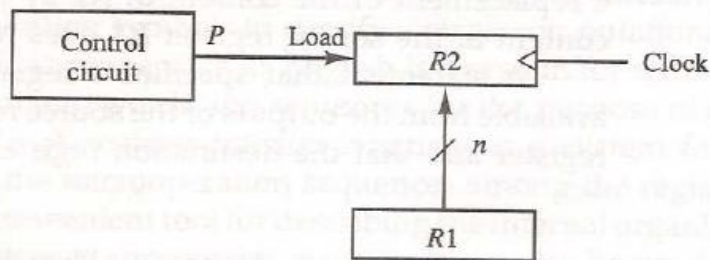 Control
circuit
P
Load
R2
Clock
n
R1